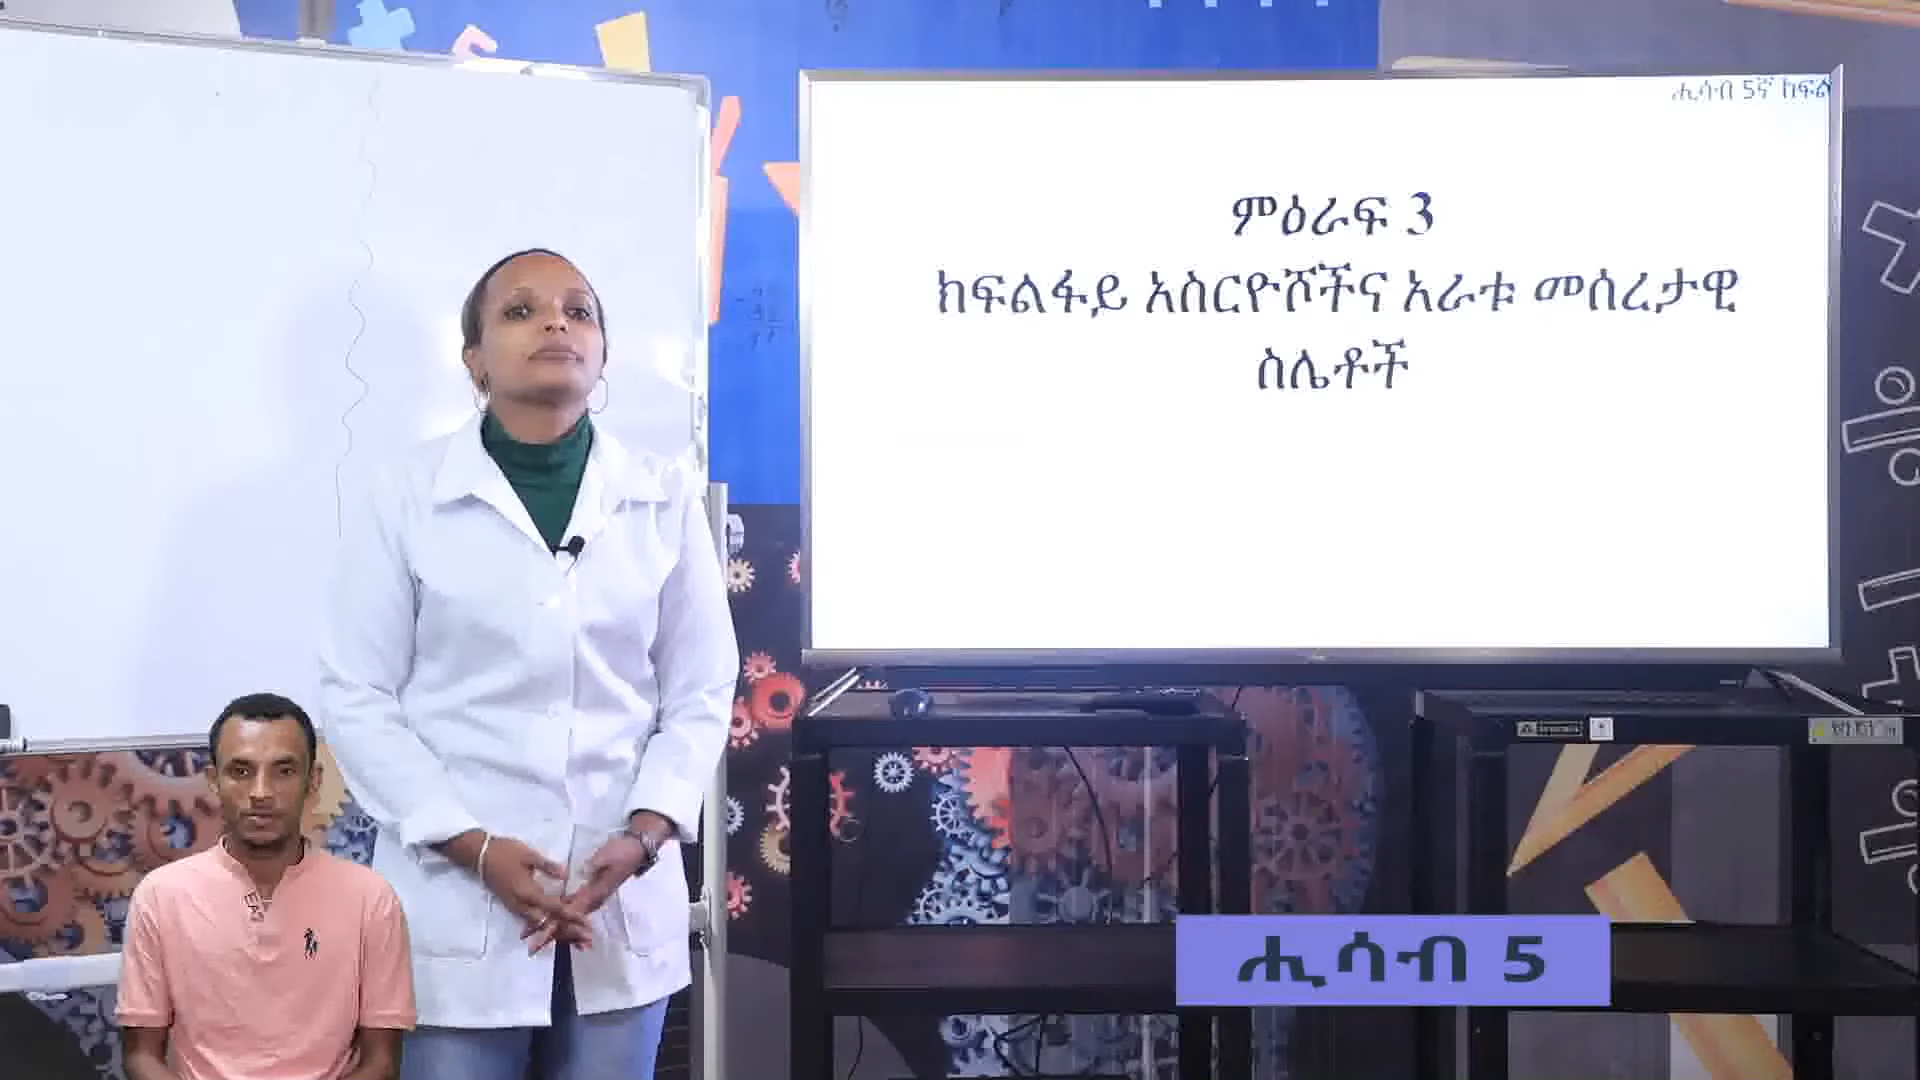 ሒሳብ 5ኛ ክፍል
ምዕራፍ 3
ክፍልፋይ አስርዮሾችና አራቱ መሰረታዊ
ስሌቶች
ሒሳብ 5